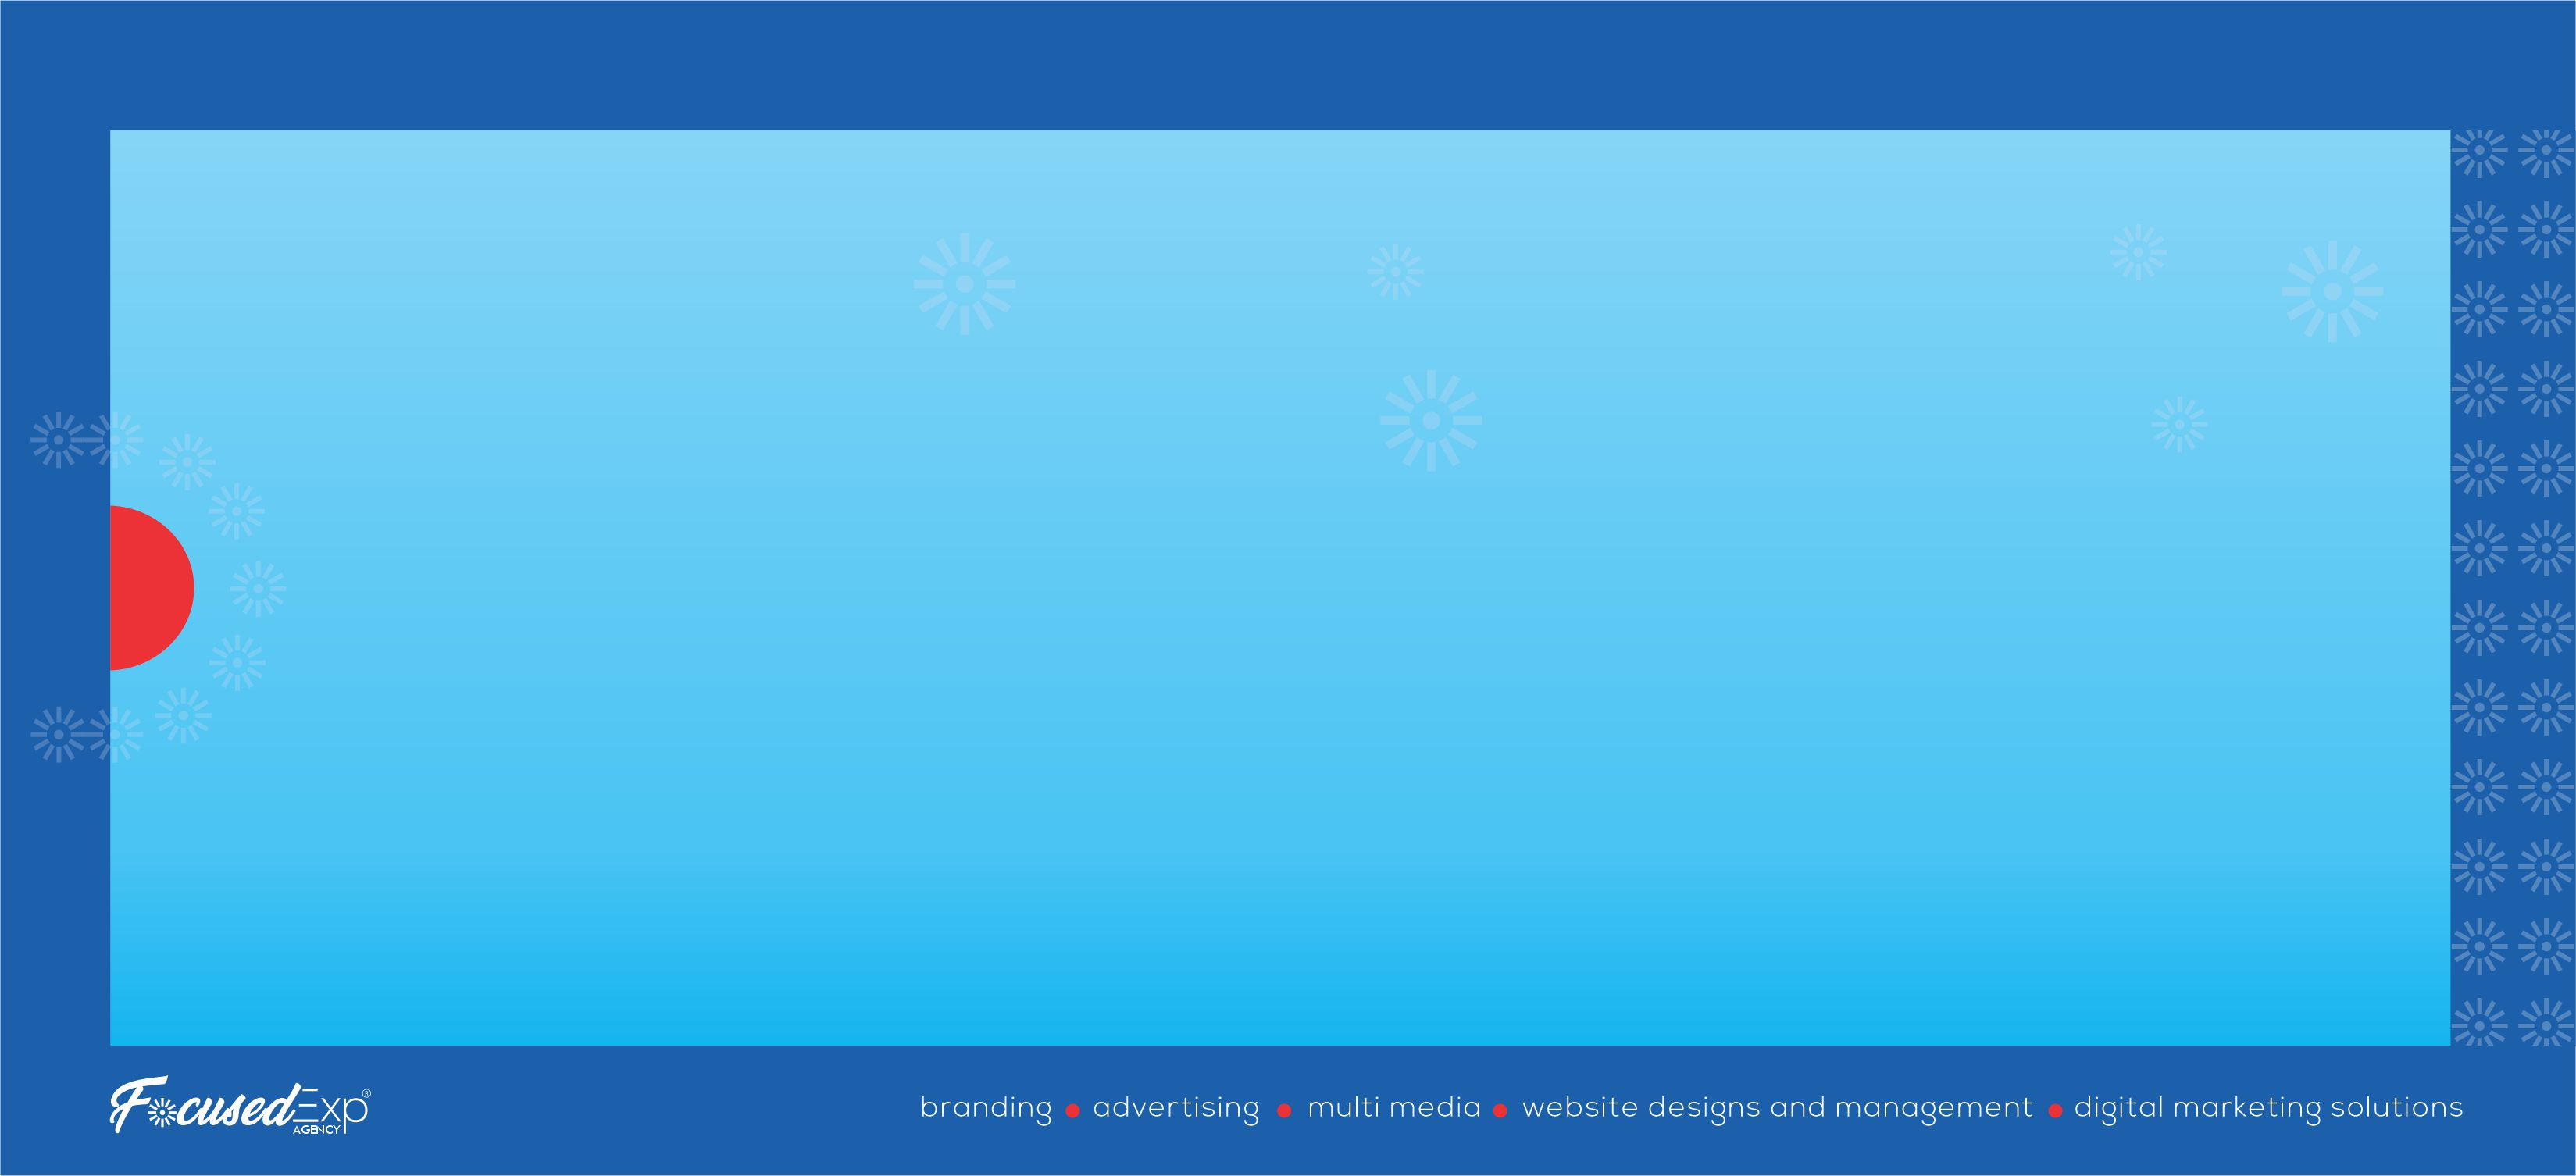 FocusedExp®
AGENCY
branding • advertising • multi media • website designs and management • digital marketing solutions